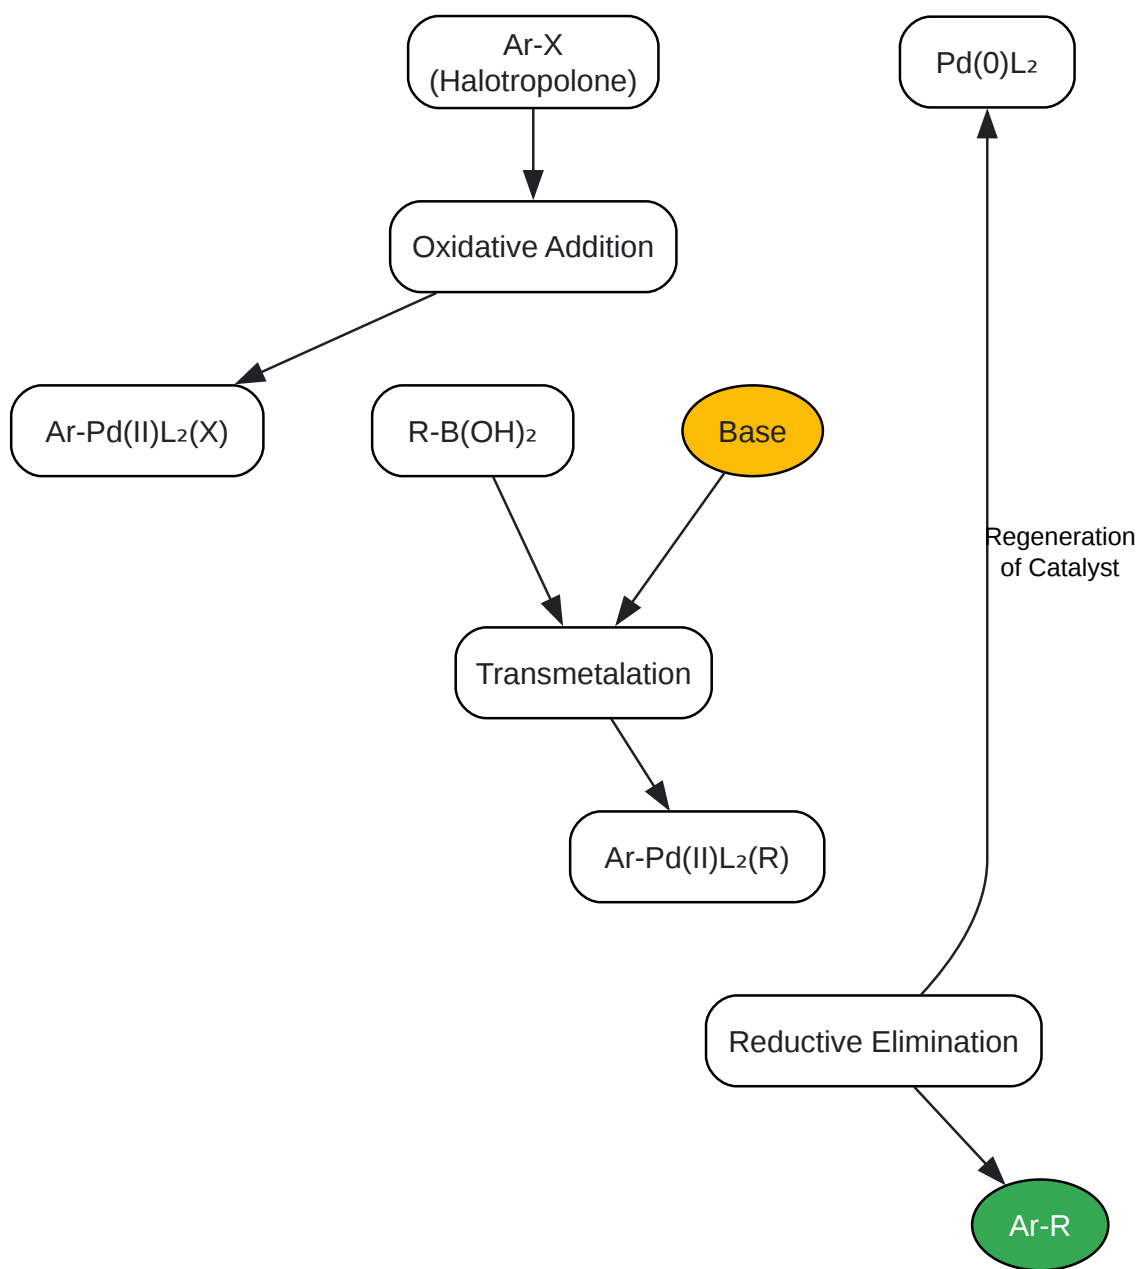 Ar-X
(Halotropolone)
Pd(0)L₂
Oxidative Addition
Ar-Pd(II)L₂(X)
R-B(OH)₂
Base
Regeneration
of Catalyst
Transmetalation
Ar-Pd(II)L₂(R)
Reductive Elimination
Ar-R